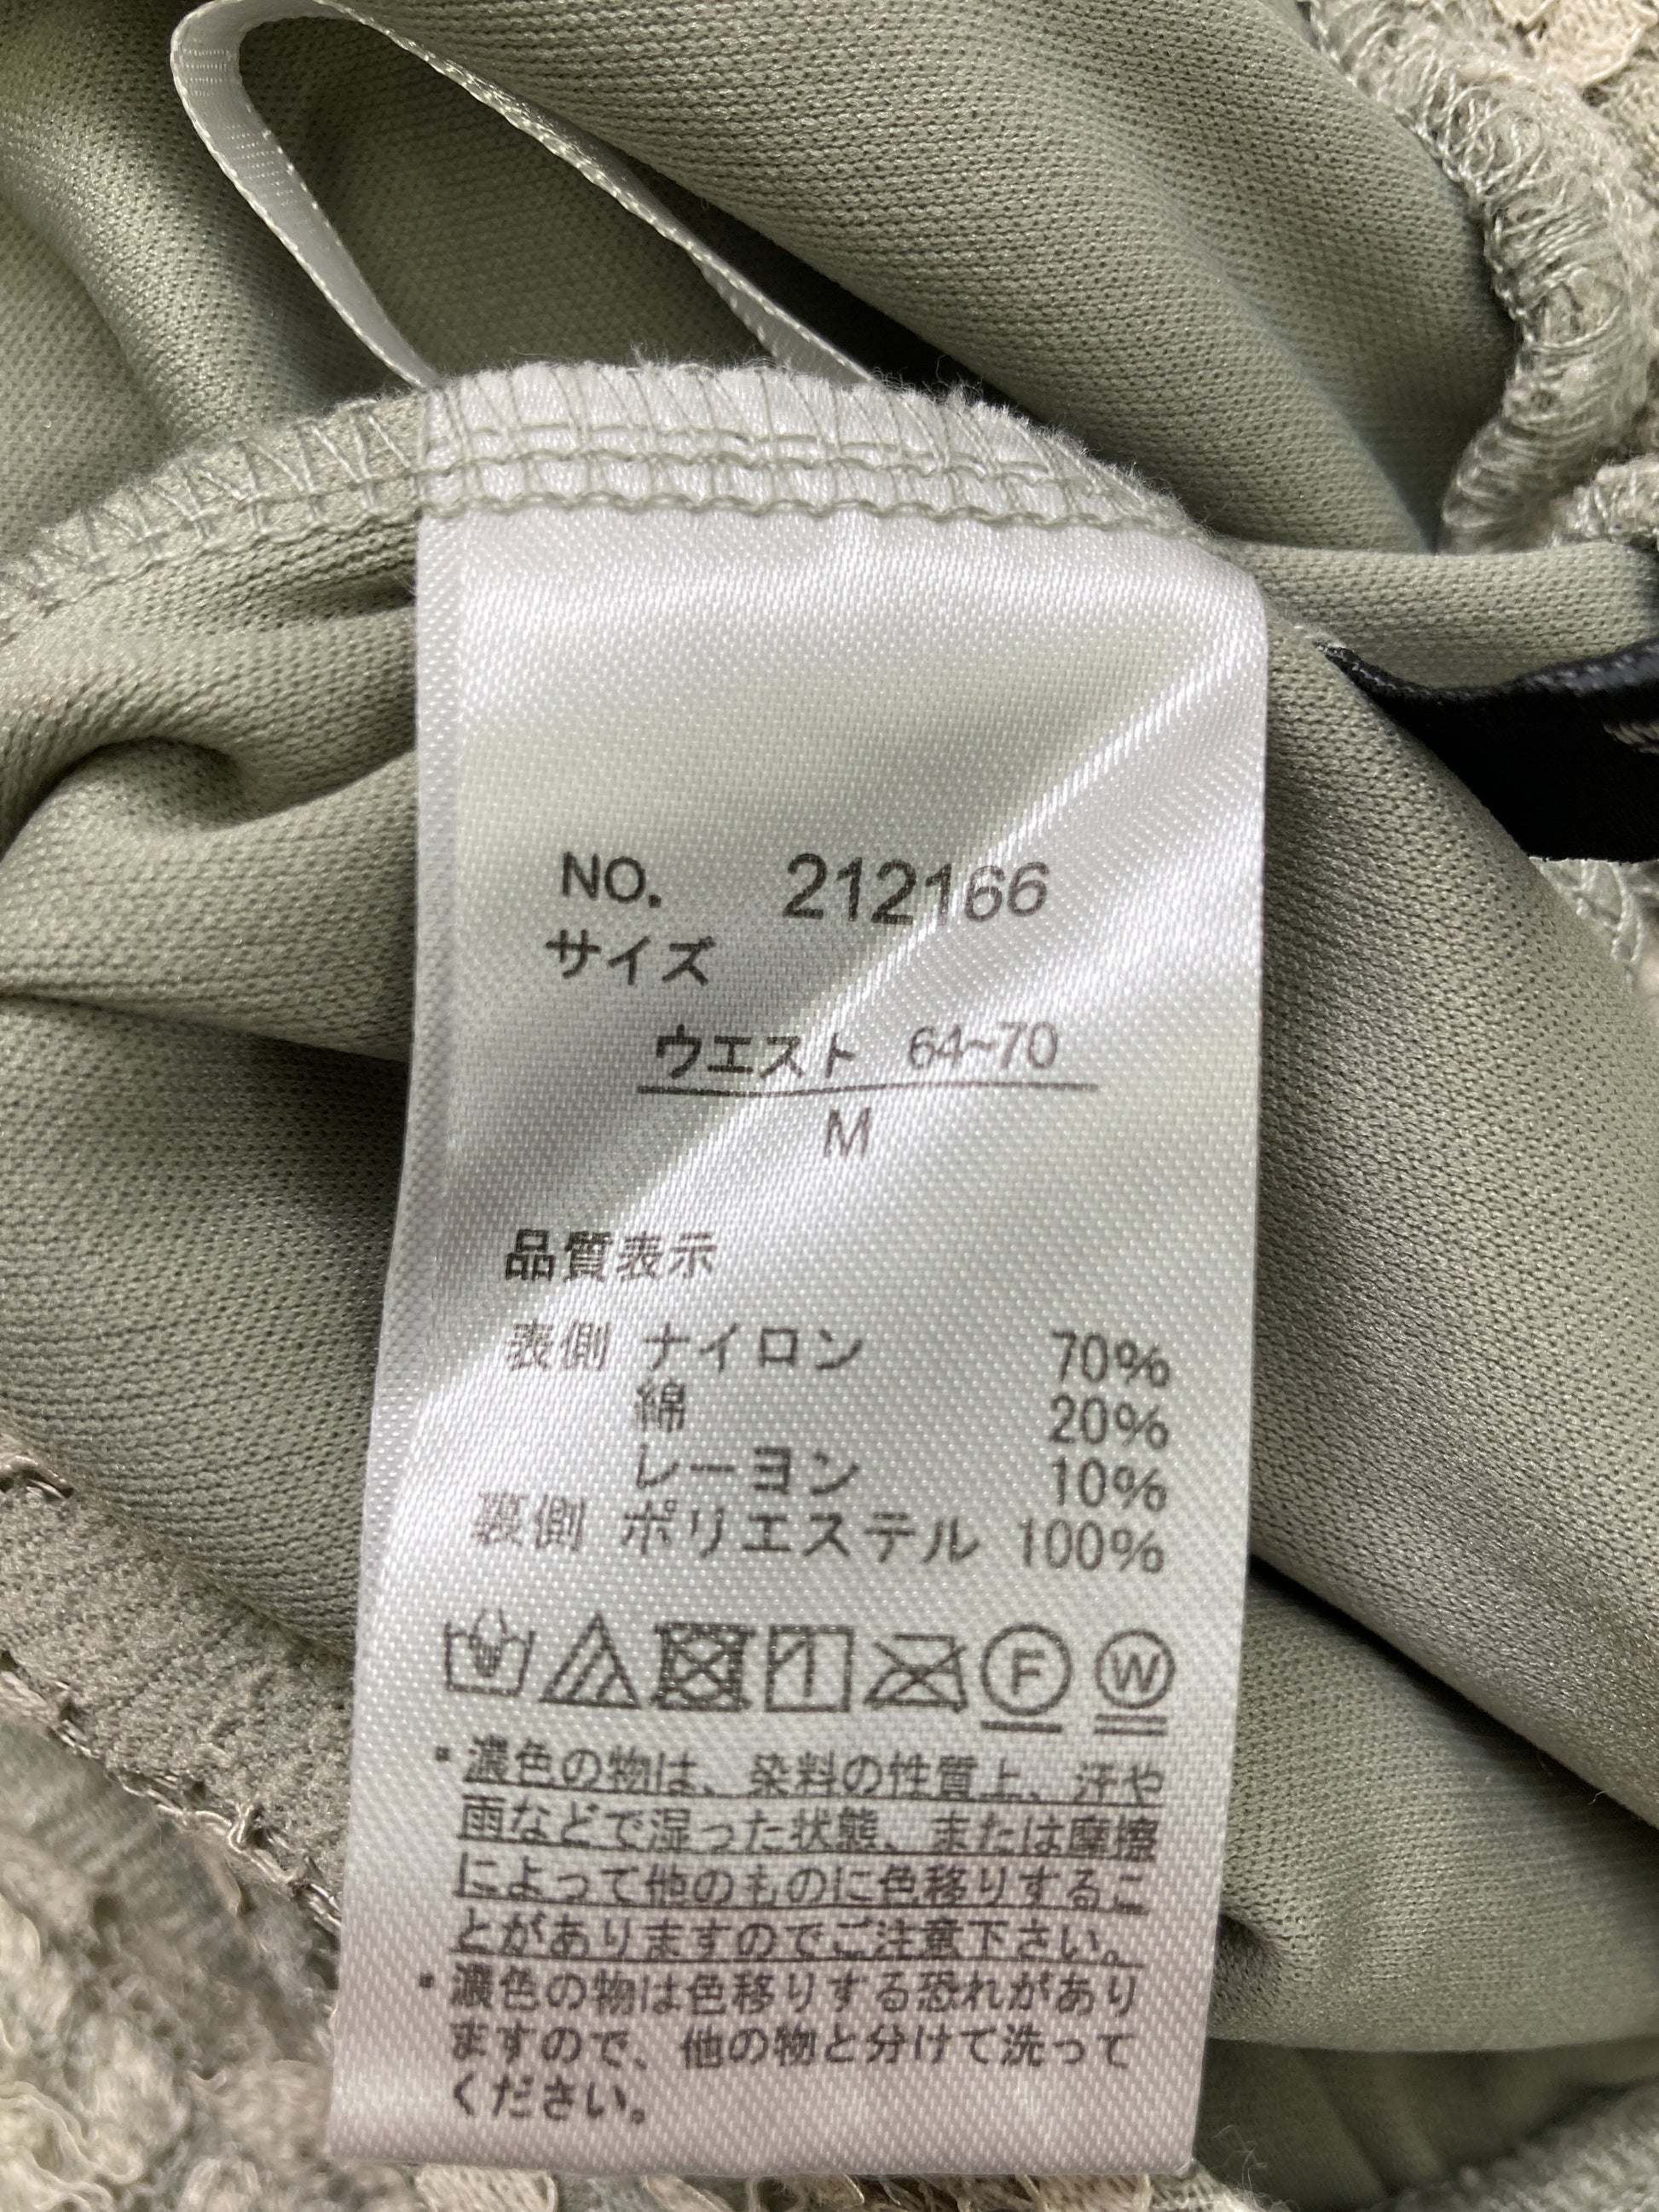 NO. 212166
サイズ
ウエスト 64~70
M
品質表示
表側 ナイロン 70%
綿 20%
レーヨン 10%
裏側 ポリエステル 100%
F W
▪濃色の物は、染料の性質上、汗や
雨などで湿った状態、または摩擦
によって他のものに色移りするこ
とがありますのでご注意下さい。
▪濃色の物は色移りする恐れがあり
ますので、他の物と分けて洗って
ください。